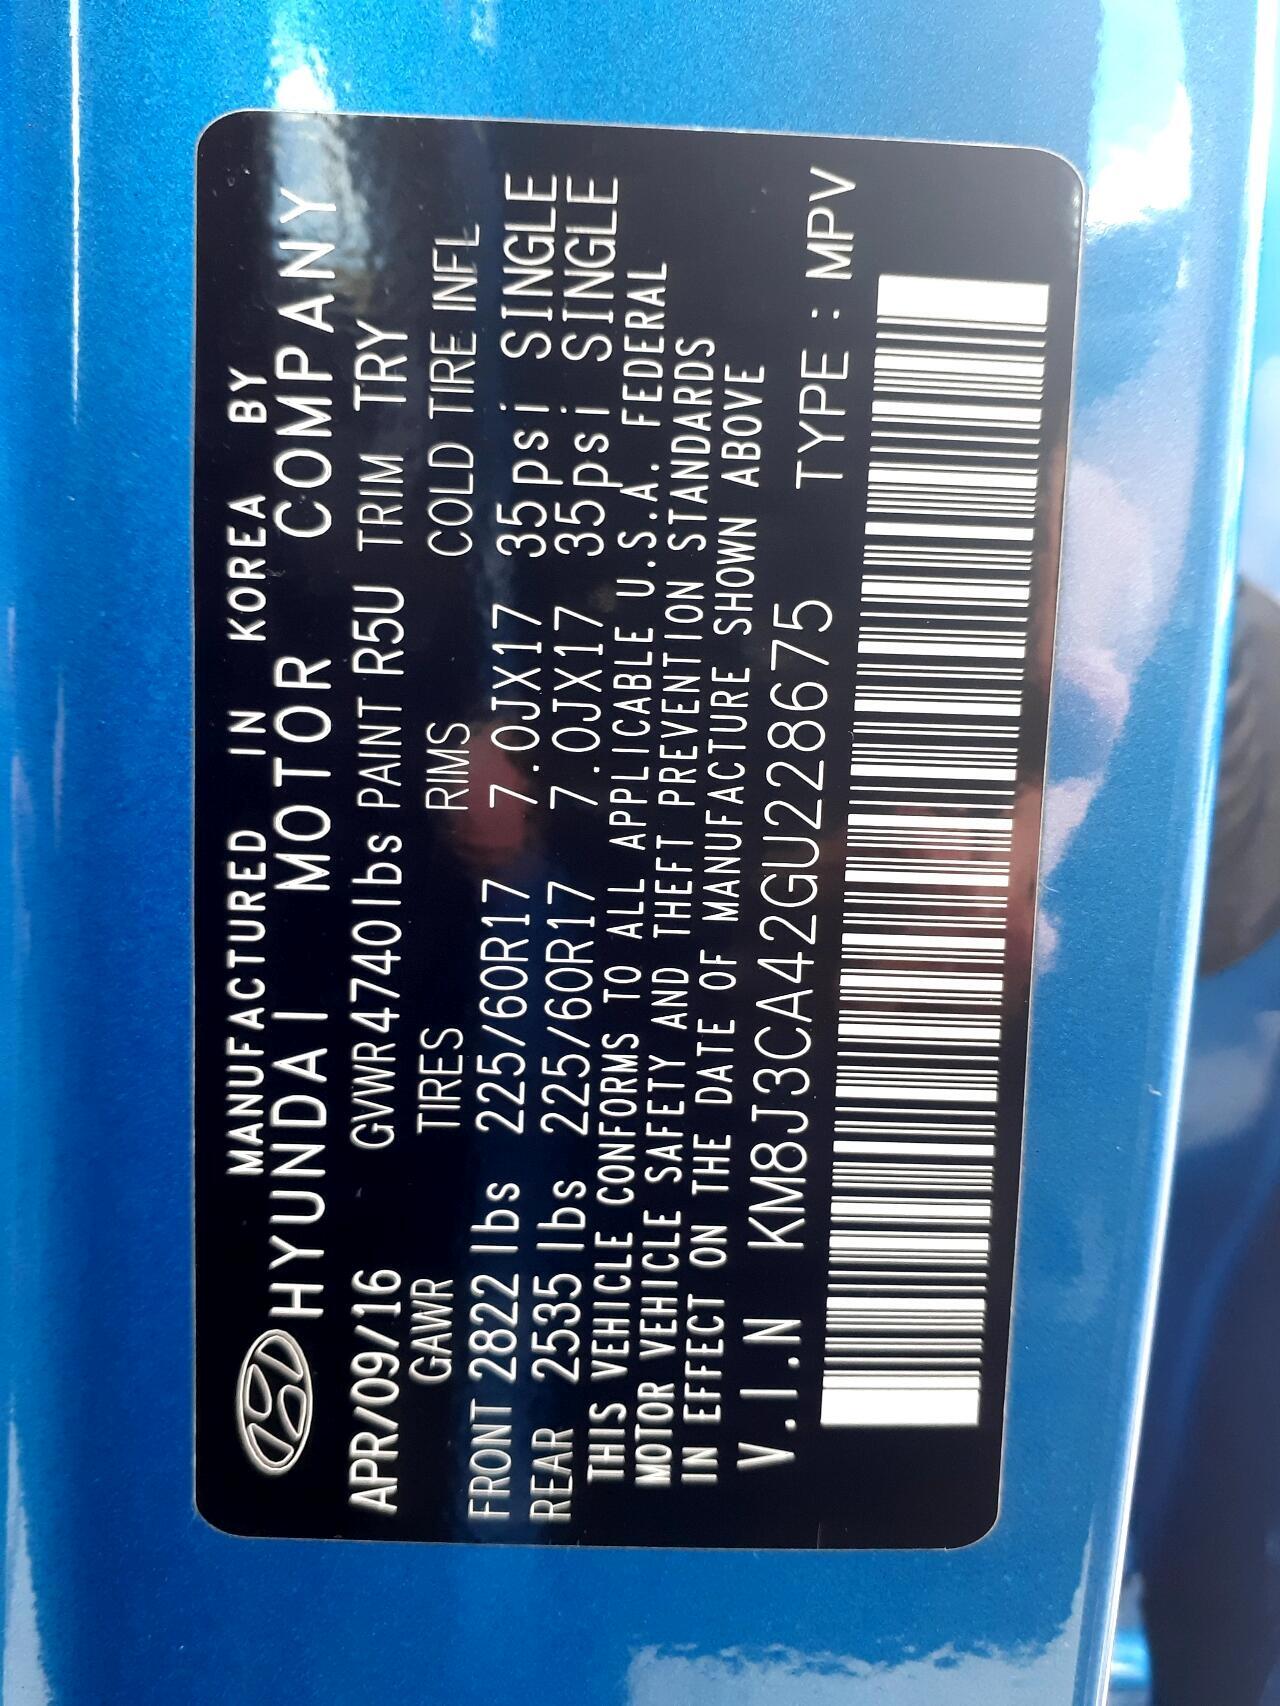 MANUFACTURED IN KOREA BY
HYUNDAI MOTOR COMPANY
APR/09/16 GVWR4740lbs PAINT R5U TRIM TRY
GAWR TIRES RIMS COLD TIRE INFL
FRONT 2822 lbs 225/60R17 7.0JX17 35psi SINGLE
REAR 2535 lbs 225/60R17 7.0JX17 35psi SINGLE
THIS VEHICLE CONFORMS TO ALL APPLICABLE U.S.A. FEDERAL
MOTOR VEHICLE SAFETY AND THEFT PREVENTION STANDARDS
IN EFFECT ON THE DATE OF MANUFACTURE SHOWN ABOVE
V.I.N KM8J3CA42GU228675 TYPE : MPV